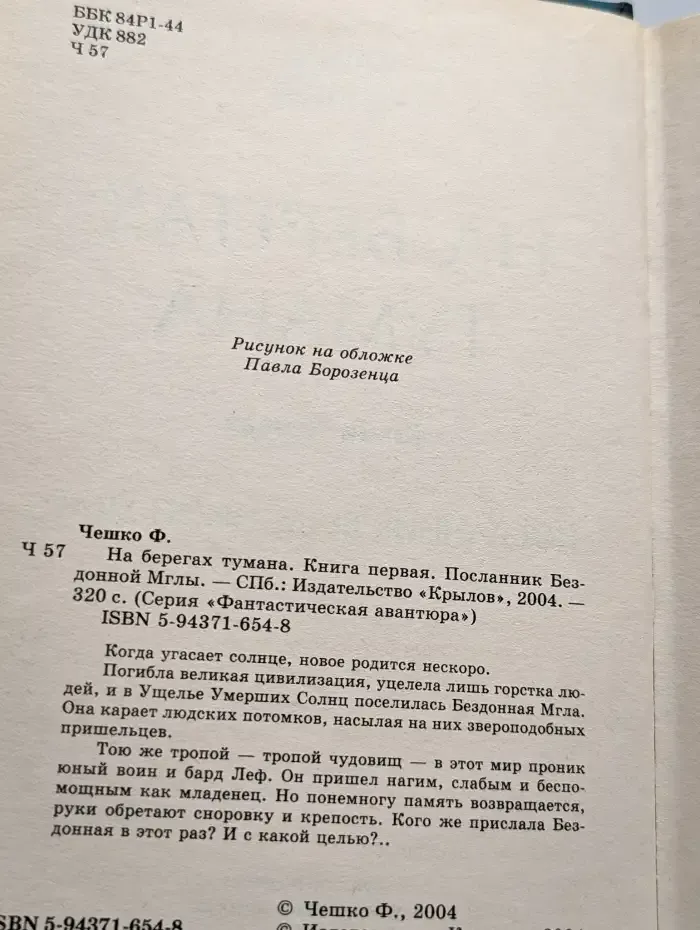 ББК 84Р1-44
УДК 882
Ч 57
Рисунок на обложке
Павла Борозенца
Чешко Ф.
Ч 57 На берегах тумана. Книга первая. Посланник Без-
донной Мглы. — СПб.: Издательство «Крылов», 2004. —
320 с. (Серия «Фантастическая авантюра»)
ISBN 5-94371-654-8
Когда угасает солнце, новое родится нескоро.
Погибла великая цивилизация, уцелела лишь горстка лю-
дей, и в Ущелье Умерших Солнц поселилась Бездонная Мгла.
Она карает людских потомков, насылая на них звероподобных
пришельцев.
Тою же тропой — тропой чудовищ — в этот мир проник
юный воин и бард Леф. Он пришел нагим, слабым и беспо-
мощным как младенец. Но понемногу память возвращается,
руки обретают сноровку и крепость. Кого же прислала Без-
донная в этот раз? И с какой целью?..
© Чешко Ф., 2004
ISBN 5-94371-654-8
©